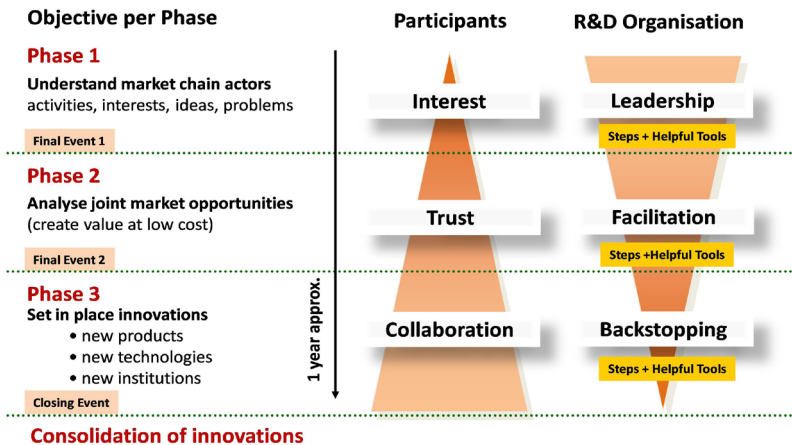 Objective per Phase
Participants
R&D Organisation
Phase 1
Understand market chain actors
activities, interests, ideas, problems
Final Event 1
Interest
Leadership
Steps + Helpful Tools
Phase 2
Analyse joint market opportunities
(create value at low cost)
Final Event 2
Trust
Facilitation
Steps +Helpful Tools
Phase 3
Set in place innovations
• new products
• new technologies
• new institutions
Closing Event
1 year approx.
Collaboration
Backstopping
Steps + Helpful Tools
Consolidation of innovations